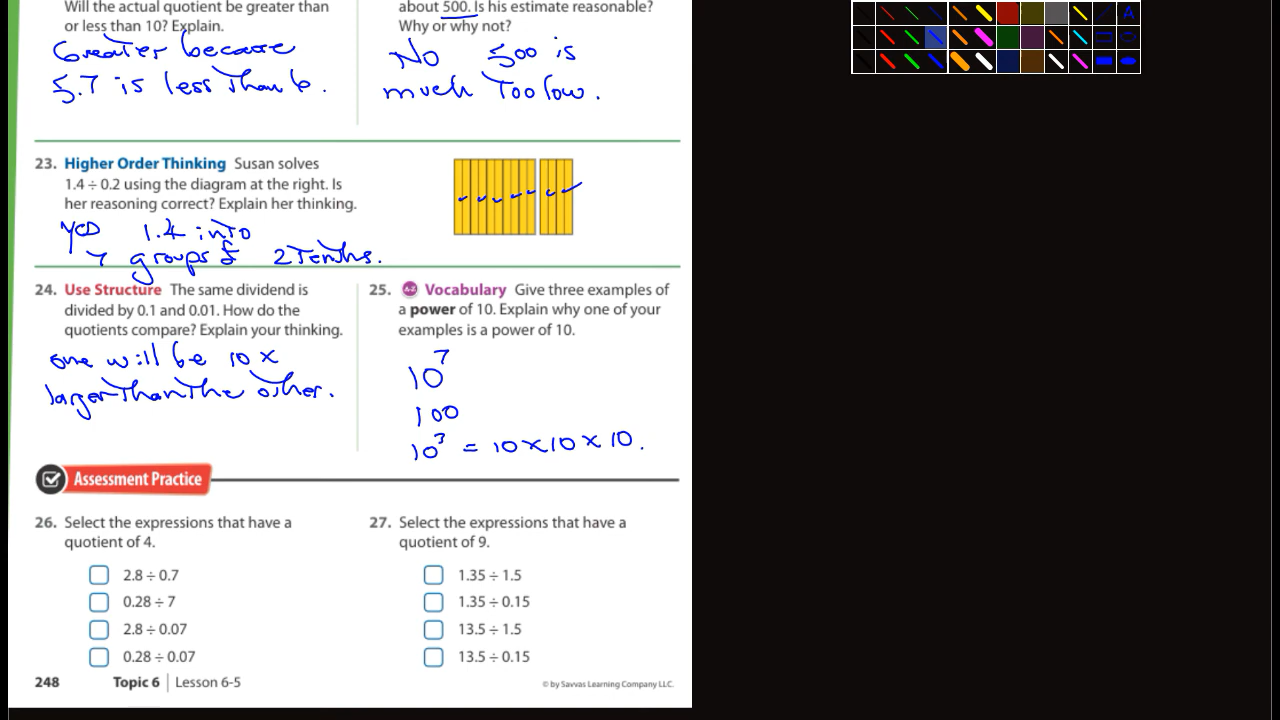 Will the actual quotient be greater than
or less than 10? Explain.
Greater because
5.7 is less than 6.
about 500. Is his estimate reasonable?
Why or why not?
No 500 is
much too low.
23. Higher Order Thinking Susan solves
1.4 ÷ 0.2 using the diagram at the right. Is
her reasoning correct? Explain her thinking.
yes 1.4 into
7 groups of 2 tenths.
24. Use Structure The same dividend is
divided by 0.1 and 0.01. How do the
quotients compare? Explain your thinking.
one will be 10 x
larger than the other.
25. A-Z Vocabulary Give three examples of
a power of 10. Explain why one of your
examples is a power of 10.
10⁷
100
10³ = 10 x 10 x 10.
Assessment Practice
26. Select the expressions that have a
quotient of 4.
2.8 ÷ 0.7
0.28 ÷ 7
2.8 ÷ 0.07
0.28 ÷ 0.07
27. Select the expressions that have a
quotient of 9.
1.35 ÷ 1.5
1.35 ÷ 0.15
13.5 ÷ 1.5
13.5 ÷ 0.15
248 Topic 6 | Lesson 6-5
© by Savvas Learning Company LLC.
A